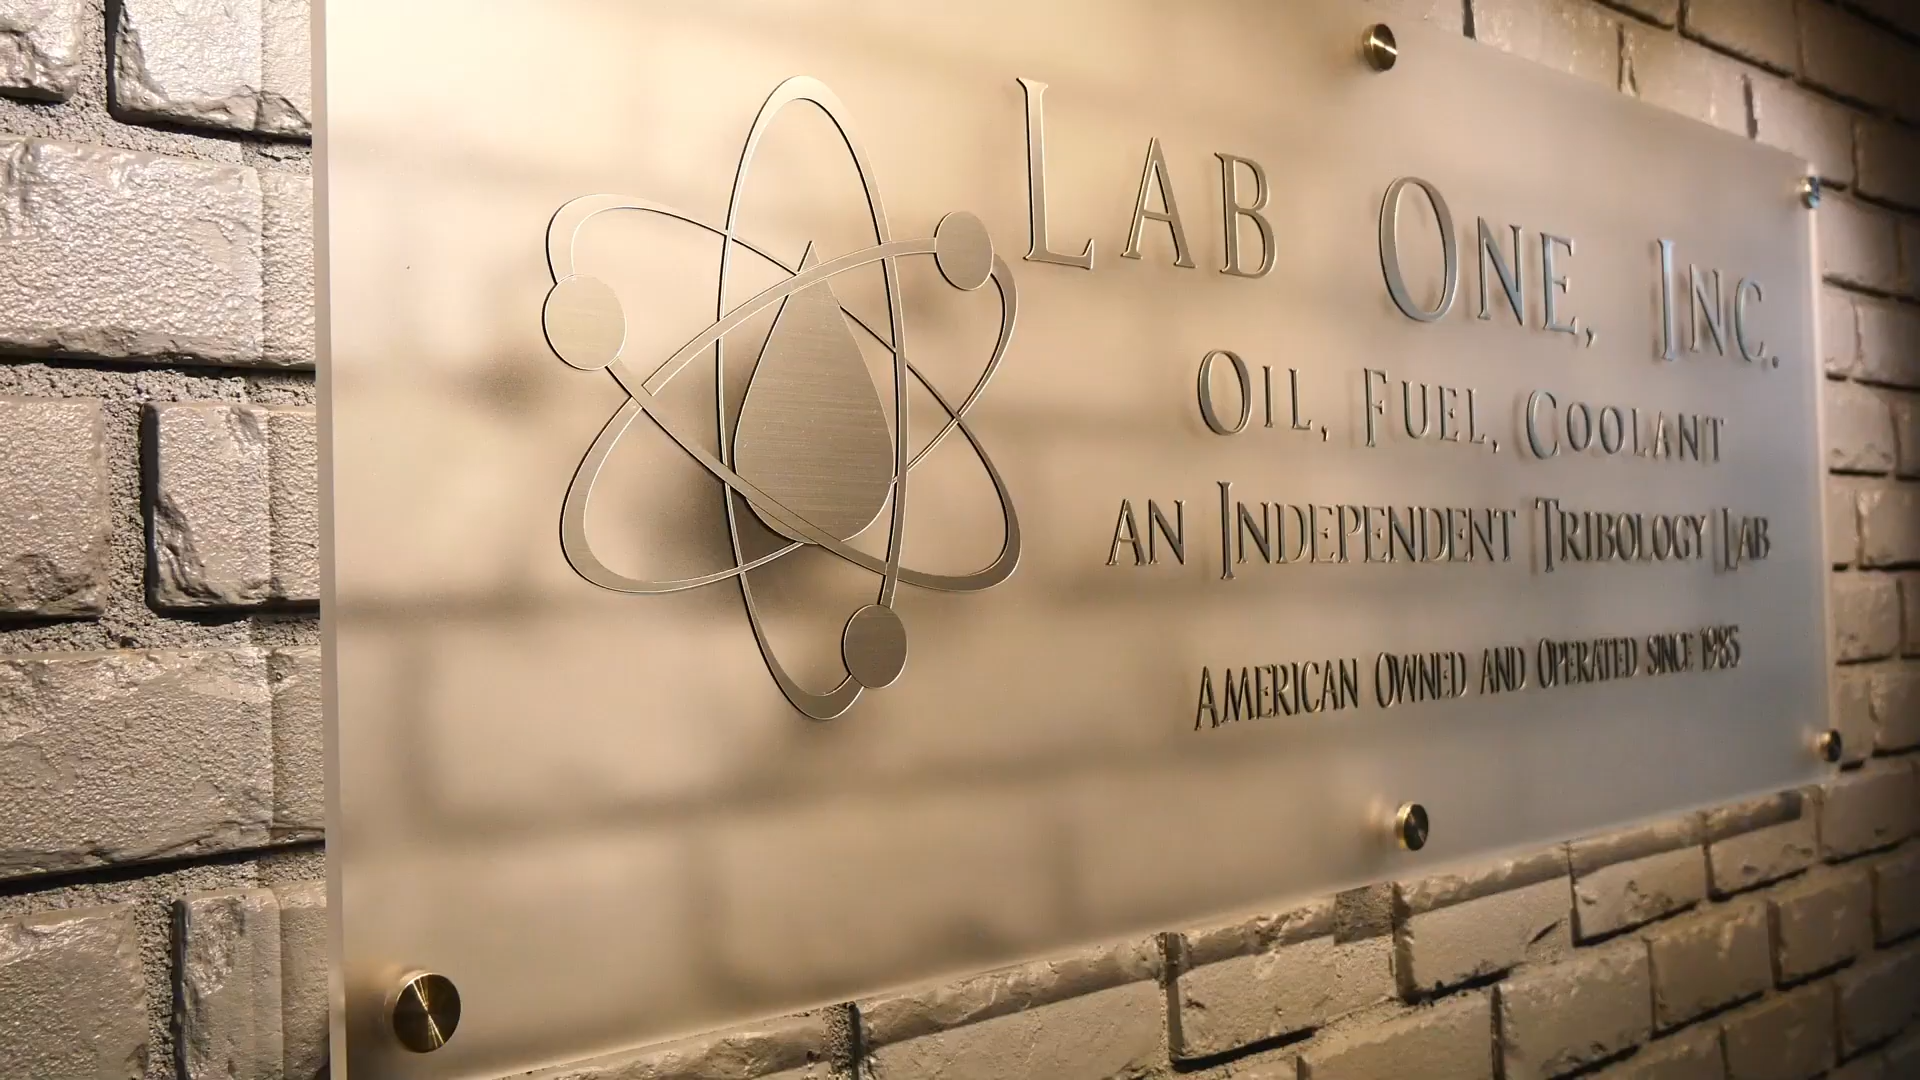 LAB ONE, INC.
OIL, FUEL, COOLANT
AN INDEPENDENT TRIBOLOGY LAB
AMERICAN OWNED AND OPERATED SINCE 1985